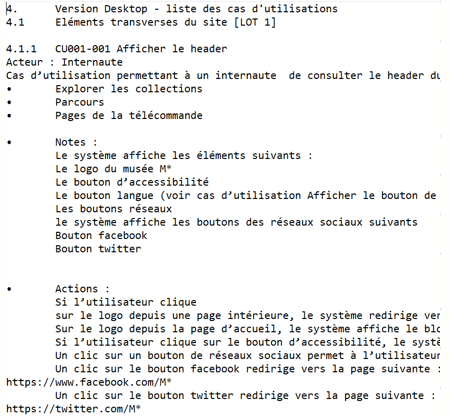 4. Version Desktop - liste des cas d'utilisations
4.1 Eléments transverses du site [LOT 1]
4.1.1 CU001-001 Afficher le header
Acteur : Internaute
Cas d’utilisation permettant à un internaute de consulter le header du
• Explorer les collections
• Parcours
• Pages de la télécommande
• Notes :
Le système affiche les éléments suivants :
Le logo du musée M*
Le bouton d’accessibilité
Le bouton langue (voir cas d’utilisation Afficher le bouton de
Les boutons réseaux
le système affiche les boutons des réseaux sociaux suivants
Bouton facebook
Bouton twitter
• Actions :
Si l’utilisateur clique
sur le logo depuis une page intérieure, le système redirige ver
Sur le logo depuis la page d’accueil, le système affiche le blo
Si l’utilisateur clique sur le bouton d’accessibilité, le systè
Un clic sur un bouton de réseaux sociaux permet à l’utilisateur
Un clic sur le bouton facebook redirige vers la page suivante :
https://www.facebook.com/M*
Un clic sur le bouton twitter redirige vers la page suivante :
https://twitter.com/M*